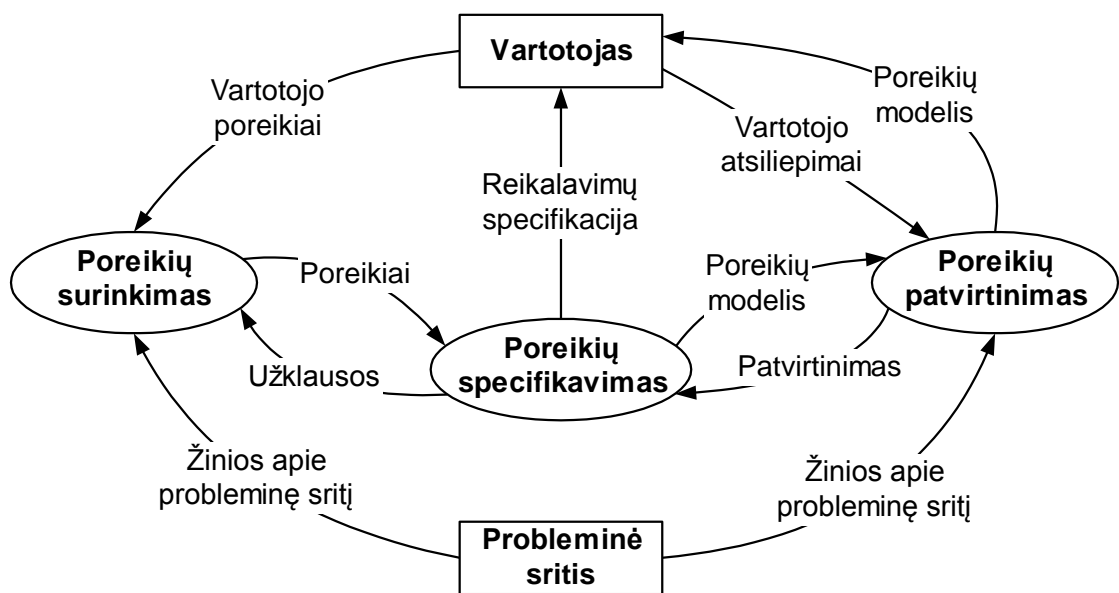 Vartotojas
Vartotojo
poreikiai
Poreikių
modelis
Vartotojo
atsiliepimai
Reikalavimų
specifikacija
Poreikių
surinkimas
Poreikiai
Poreikių
modelis
Poreikių
patvirtinimas
Užklausos
Poreikių
specifikavimas
Patvirtinimas
Žinios apie
probleminę sritį
Žinios apie
probleminę sritį
Probleminė
sritis